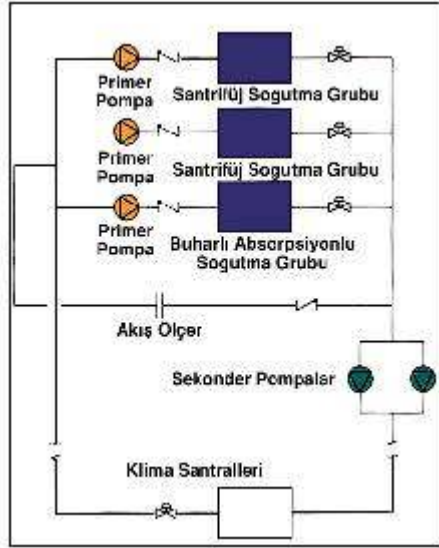 Primer
Pompa
Santrifüj Sogutma Grubu
Primer
Pompa
Santrifüj Sogutma Grubu
Primer
Pompa
Buharlı Absorpsiyonlu
Sogutma Grubu
Akış Olçer
Sekonder Pompalar
Klima Santralleri